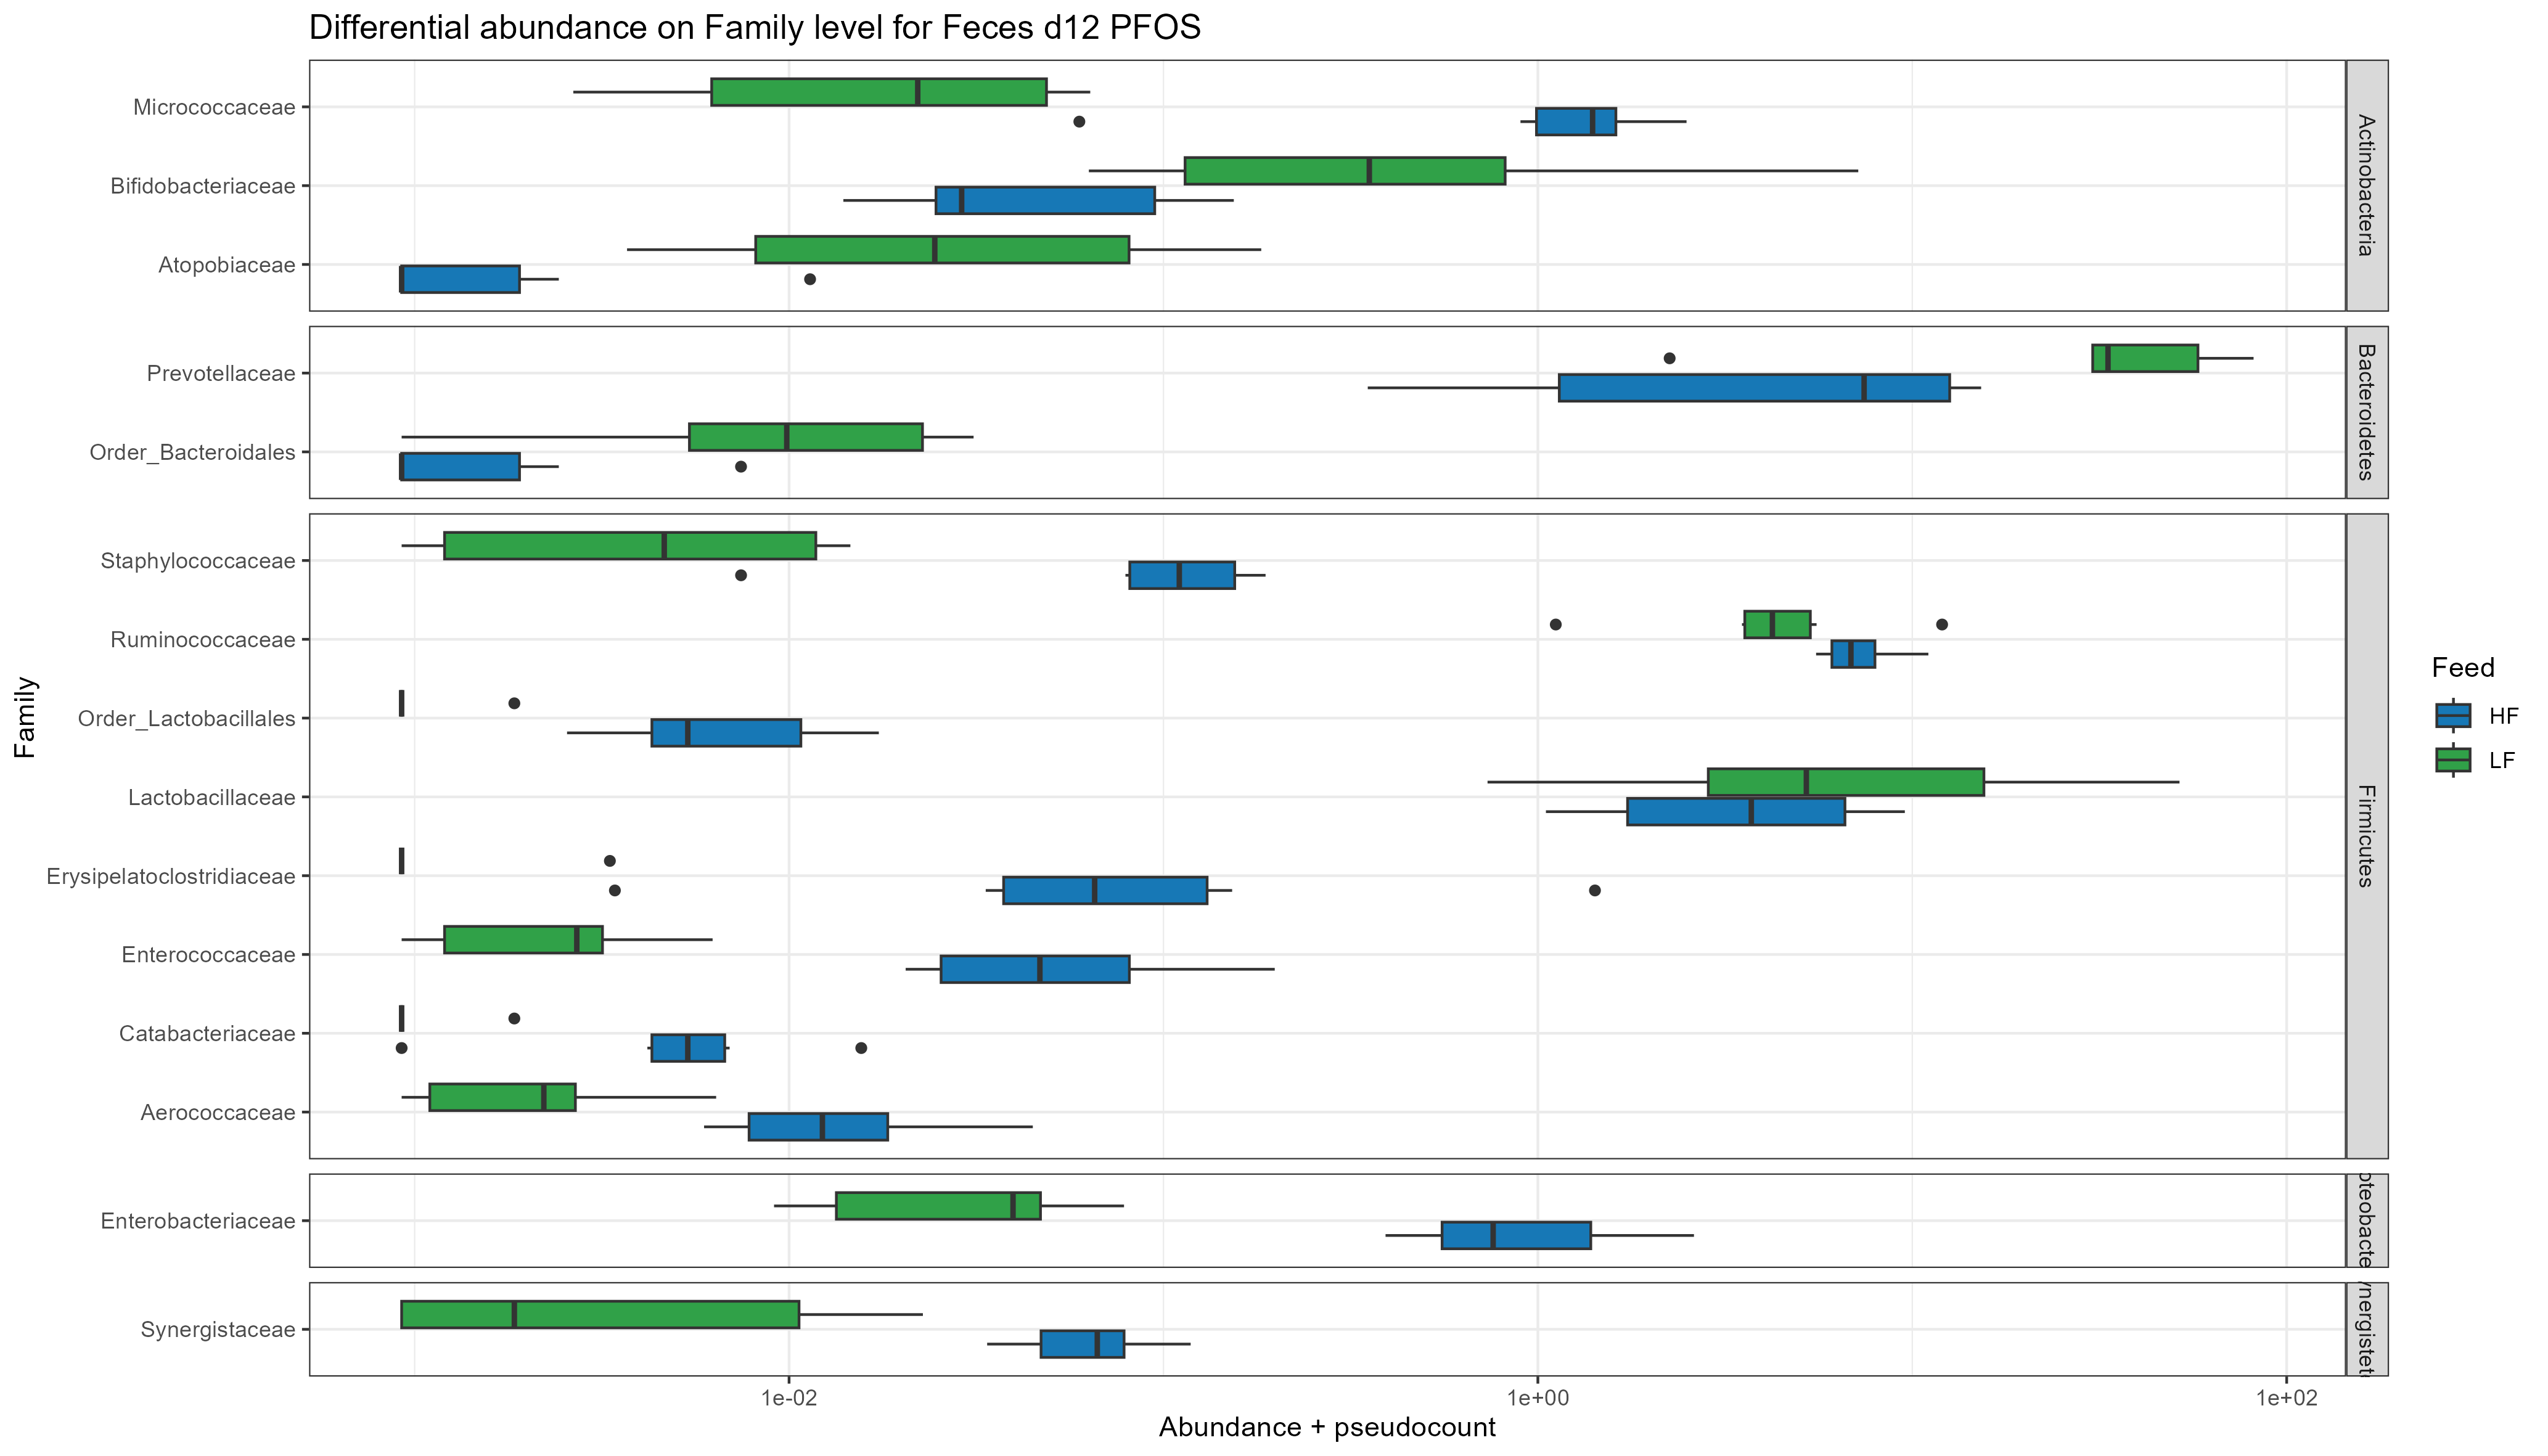 Differential abundance on Family level for Feces d12 PFOS
Family
Micrococcaceae
Bifidobacteriaceae
Atopobiaceae
Actinobacteria
Prevotellaceae
Order_Bacteroidales
Bacteroidetes
Staphylococcaceae
Ruminococcaceae
Order_Lactobacillales
Lactobacillaceae
Erysipelatoclostridiaceae
Enterococcaceae
Catabacteriaceae
Aerococcaceae
Firmicutes
Enterobacteriaceae
oteobacte
Synergistaceae
ynergistet
1e-02 1e+00 1e+02
Abundance + pseudocount
Feed
HF
LF